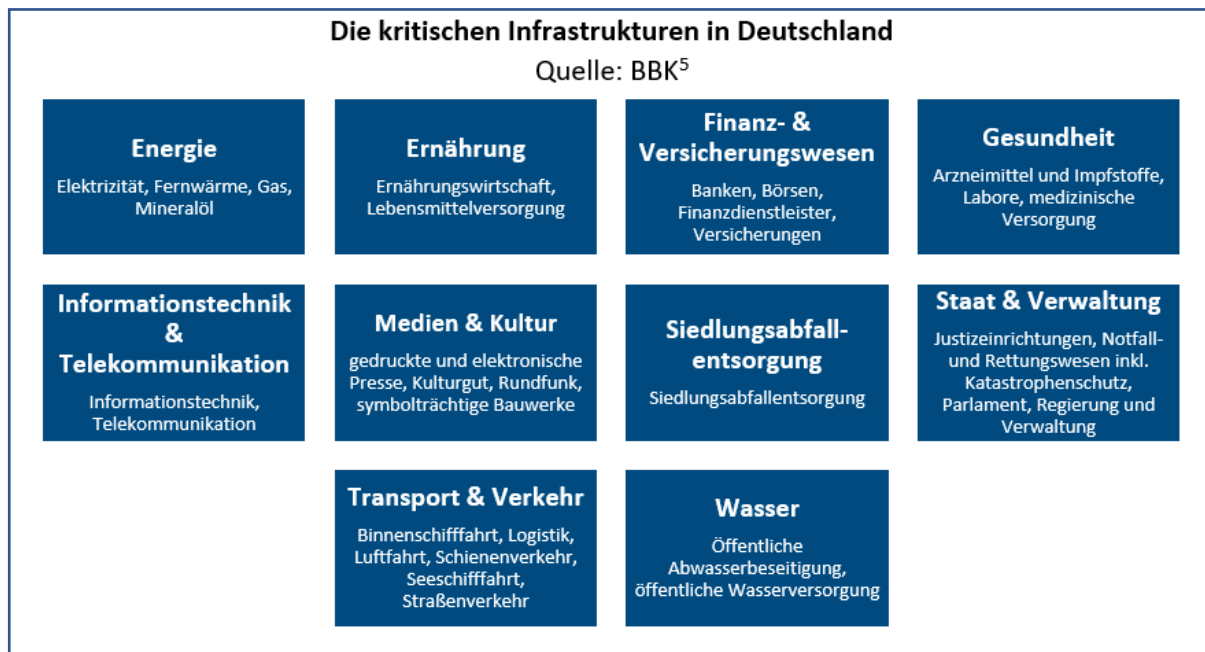 Die kritischen Infrastrukturen in Deutschland
Quelle: BBK⁵
Energie
Elektrizität, Fernwärme, Gas,
Mineralöl
Ernährung
Ernährungswirtschaft,
Lebensmittelversorgung
Finanz- &
Versicherungswesen
Banken, Börsen,
Finanzdienstleister,
Versicherungen
Gesundheit
Arzneimittel und Impfstoffe,
Labore, medizinische
Versorgung
Informationstechnik
&
Telekommunikation
Informationstechnik,
Telekommunikation
Medien & Kultur
gedruckte und elektronische
Presse, Kulturgut, Rundfunk,
symbolträchtige Bauwerke
Siedlungsabfall-
entsorgung
Siedlungsabfallentsorgung
Staat & Verwaltung
Justizeinrichtungen, Notfall-
und Rettungswesen inkl.
Katastrophenschutz,
Parlament, Regierung und
Verwaltung
Transport & Verkehr
Binnenschifffahrt, Logistik,
Luftfahrt, Schienenverkehr,
Seeschifffahrt,
Straßenverkehr
Wasser
Öffentliche
Abwasserbeseitigung,
öffentliche Wasserversorgung